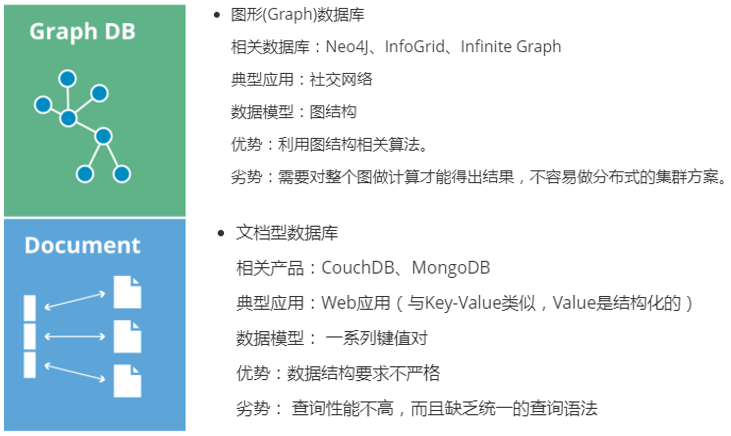 Graph DB
图形(Graph)数据库
相关数据库：Neo4J、InfoGrid、Infinite Graph
典型应用：社交网络
数据模型：图结构
优势：利用图结构相关算法。
劣势：需要对整个图做计算才能得出结果，不容易做分布式的集群方案。
Document
文档型数据库
相关产品：CouchDB、MongoDB
典型应用：Web应用（与Key-Value类似，Value是结构化的）
数据模型： 一系列键值对
优势：数据结构要求不严格
劣势： 查询性能不高，而且缺乏统一的查询语法